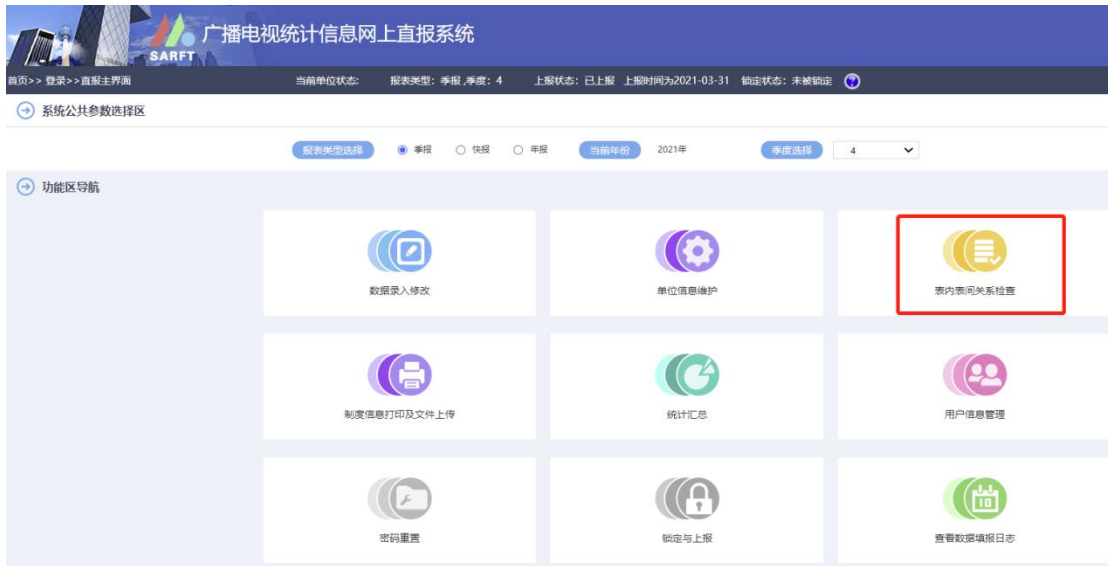 SARFT 广播电视统计信息网上直报系统
首页>> 登录>>直报主界面 当前单位状态: 报表类型: 季报 ,季度: 4 上报状态: 已上报 上报时间为2021-03-31 锁定状态: 未被锁定 ?
系统公共参数选择区
报表类型选择 季报 快报 年报 当前年份 2021年 季度选择 4
功能区导航
数据录入修改 单位信息维护 表内表间关系检查
制度信息打印及文件上传 统计汇总 用户信息管理
密码重置 锁定与上报 10 查看数据填报日志